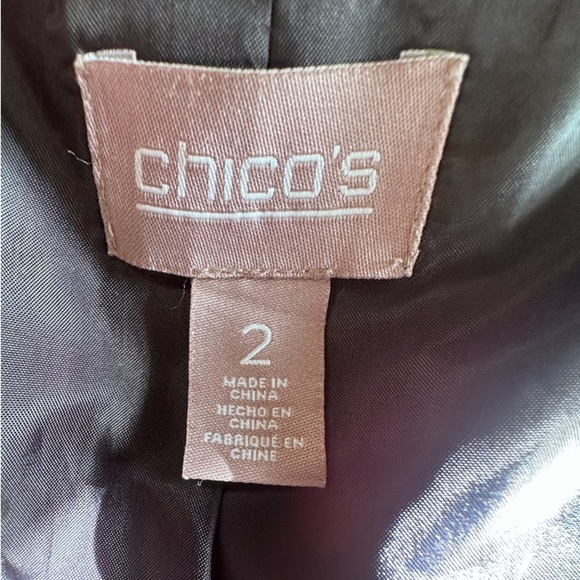 chico's
2
MADE IN
CHINA
HECHO EN
CHINA
FABRIQUÉ EN
CHINE